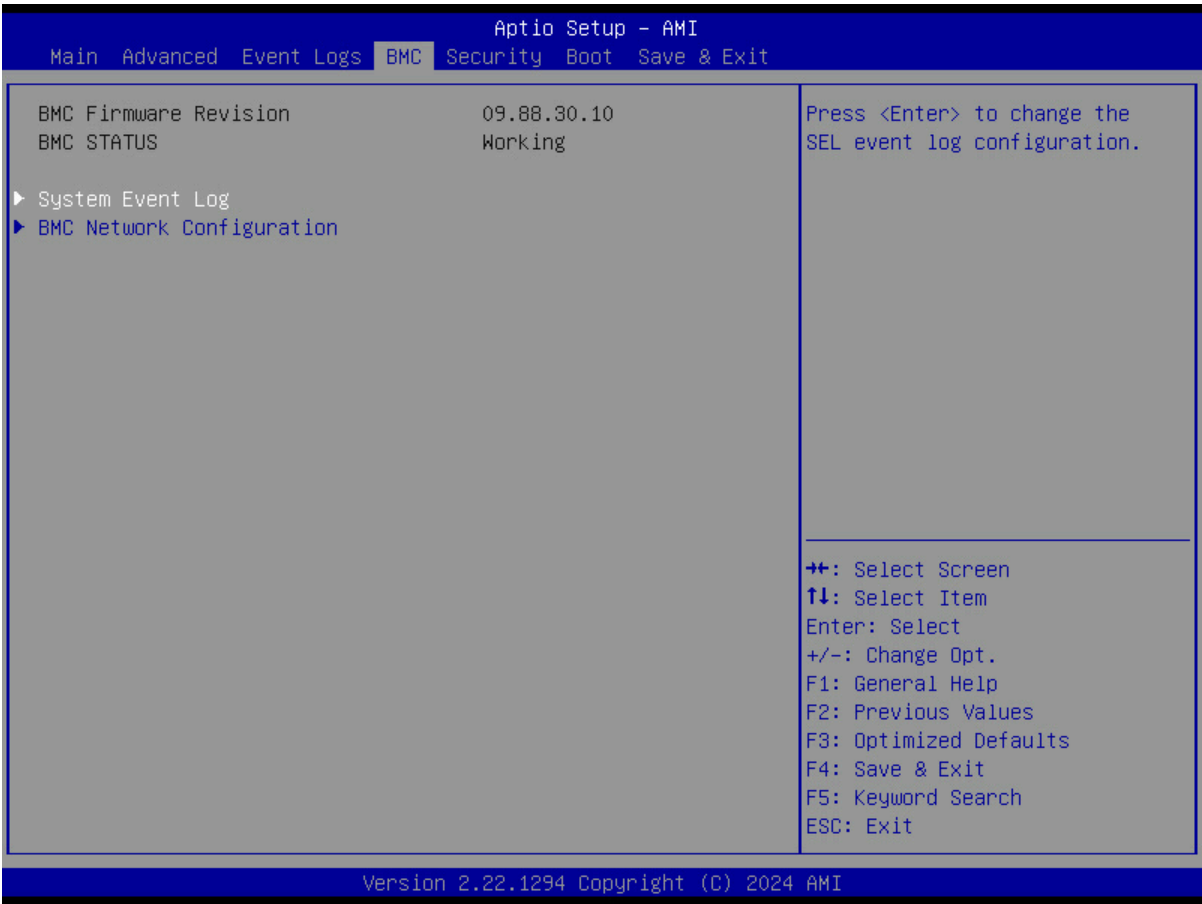 Aptio Setup – AMI
Main Advanced Event Logs BMC Security Boot Save & Exit
BMC Firmware Revision 09.88.30.10
BMC STATUS Working
System Event Log
BMC Network Configuration
Press <Enter> to change the
SEL event log configuration.
→←: Select Screen
↑↓: Select Item
Enter: Select
+/-: Change Opt.
F1: General Help
F2: Previous Values
F3: Optimized Defaults
F4: Save & Exit
F5: Keyword Search
ESC: Exit
Version 2.22.1294 Copyright (C) 2024 AMI